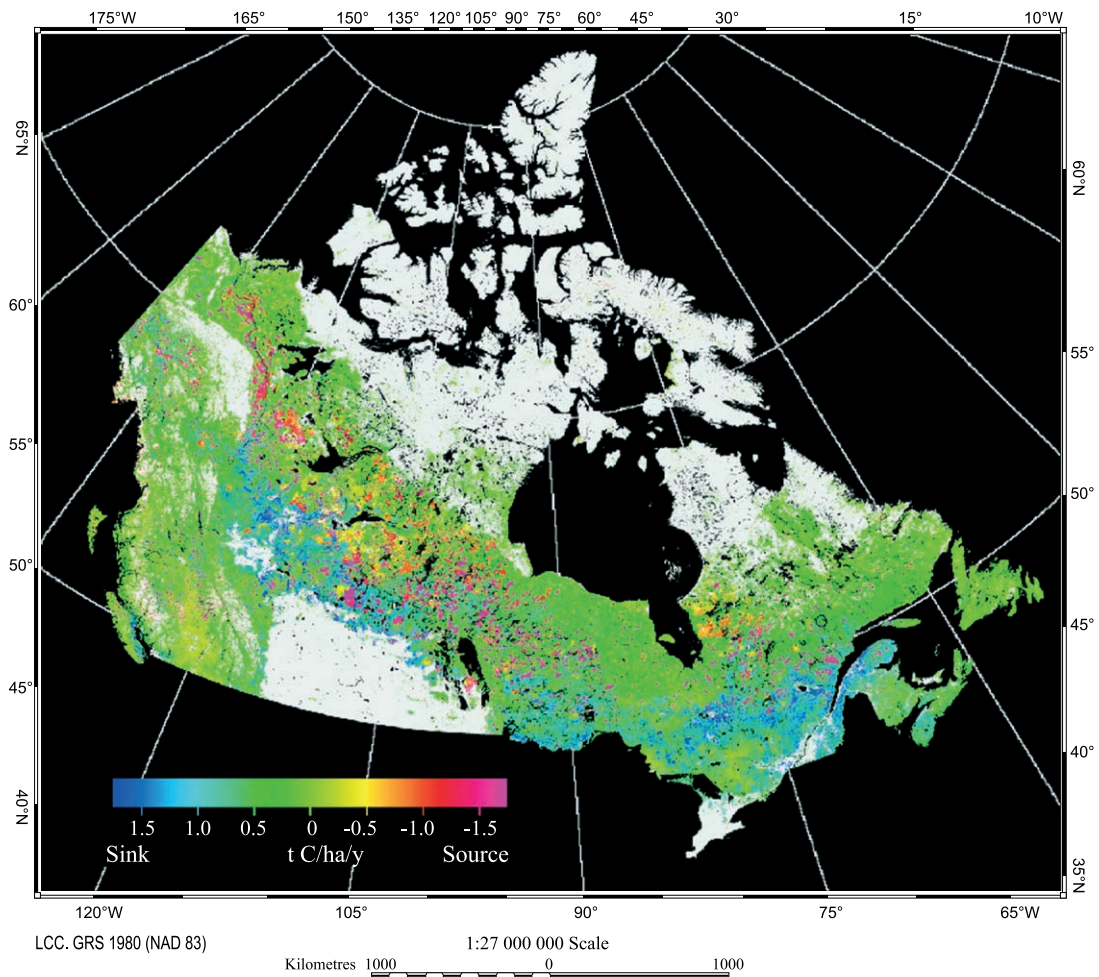 175°W 165° 150° 135° 120° 105° 90° 75° 60° 45° 30° 15° 10°W
65°N
60°N
60°
55°
55°
50°
50°
45°
45°
40°
40°N
35°N
1.5 1.0 0.5 0 -0.5 -1.0 -1.5
Sink t C/ha/y Source
120°W 105° 90° 75° 65°W
LCC. GRS 1980 (NAD 83) 1:27 000 000 Scale
Kilometres 1000 0 1000